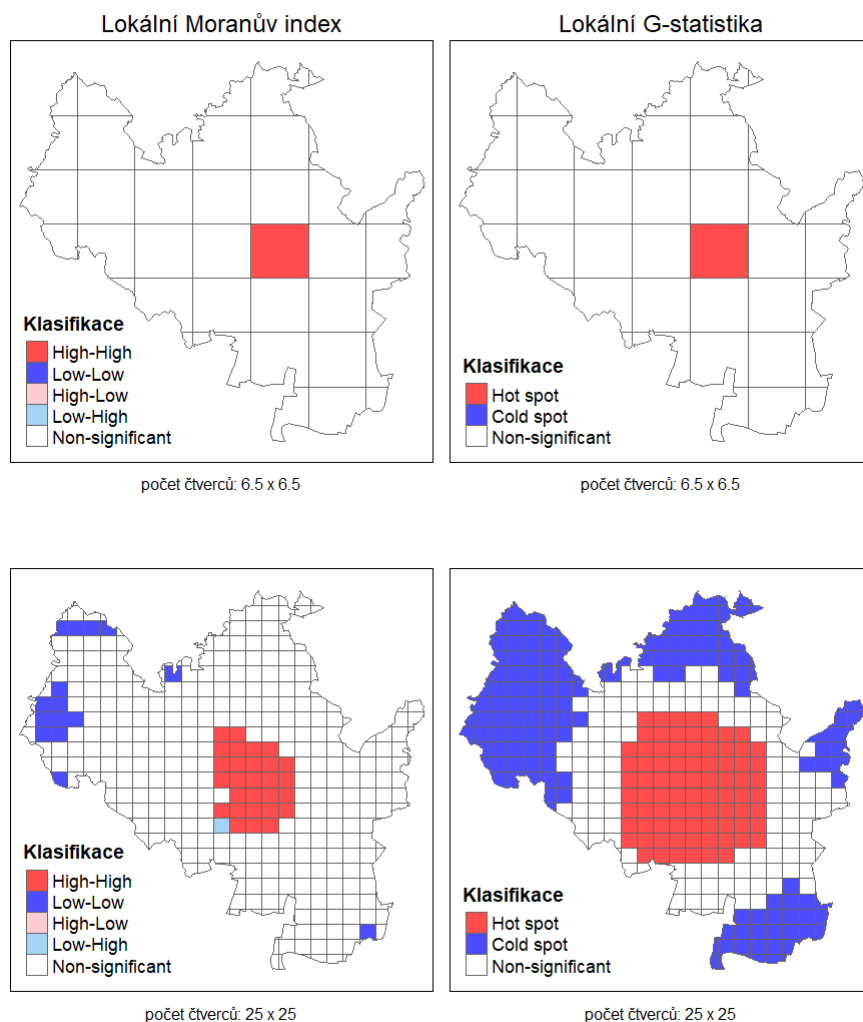 Lokální Moranův index
Lokální G-statistika
Klasifikace
High-High
Low-Low
High-Low
Low-High
Non-significant
Klasifikace
Hot spot
Cold spot
Non-significant
počet čtverců: 6.5 x 6.5
počet čtverců: 6.5 x 6.5
Klasifikace
High-High
Low-Low
High-Low
Low-High
Non-significant
Klasifikace
Hot spot
Cold spot
Non-significant
počet čtverců: 25 x 25
počet čtverců: 25 x 25